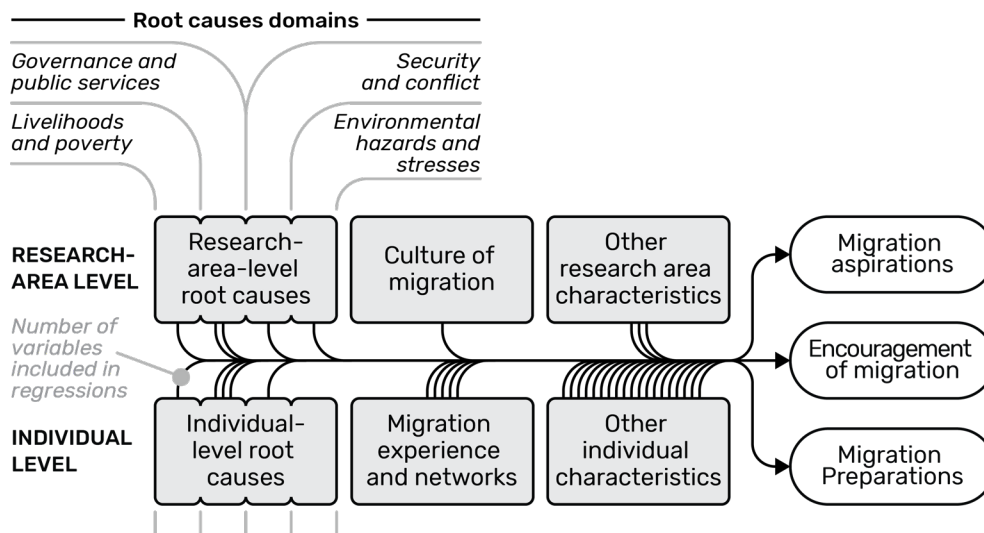 Root causes domains
Governance and
public services
Security
and conflict
Livelihoods
and poverty
Environmental
hazards and
stresses
RESEARCH-
AREA LEVEL
Research-
area-level
root causes
Culture of
migration
Other
research area
characteristics
Migration
aspirations
Number of
variables
included in
regressions
Encouragement
of migration
INDIVIDUAL
LEVEL
Individual-
level root
causes
Migration
experience
and networks
Other
individual
characteristics
Migration
Preparations